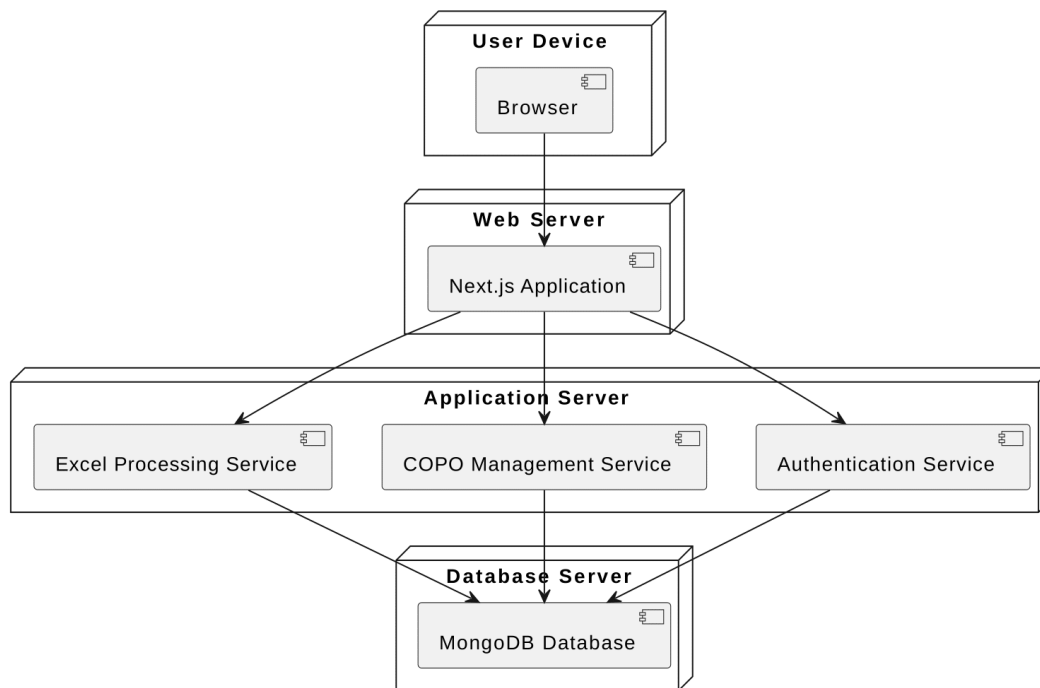 User Device
Browser
Web Server
Next.js Application
Application Server
Excel Processing Service
COPO Management Service
Authentication Service
Database Server
MongoDB Database